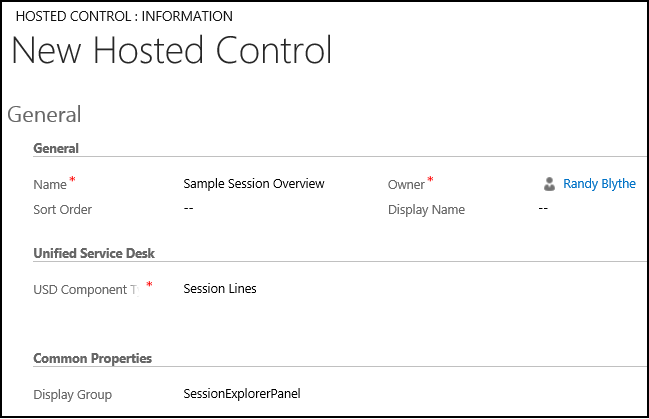 HOSTED CONTROL : INFORMATION
New Hosted Control
General
General
Name * Sample Session Overview Owner * Randy Blythe
Sort Order -- Display Name --
Unified Service Desk
USD Component * Session Lines
Common Properties
Display Group SessionExplorerPanel